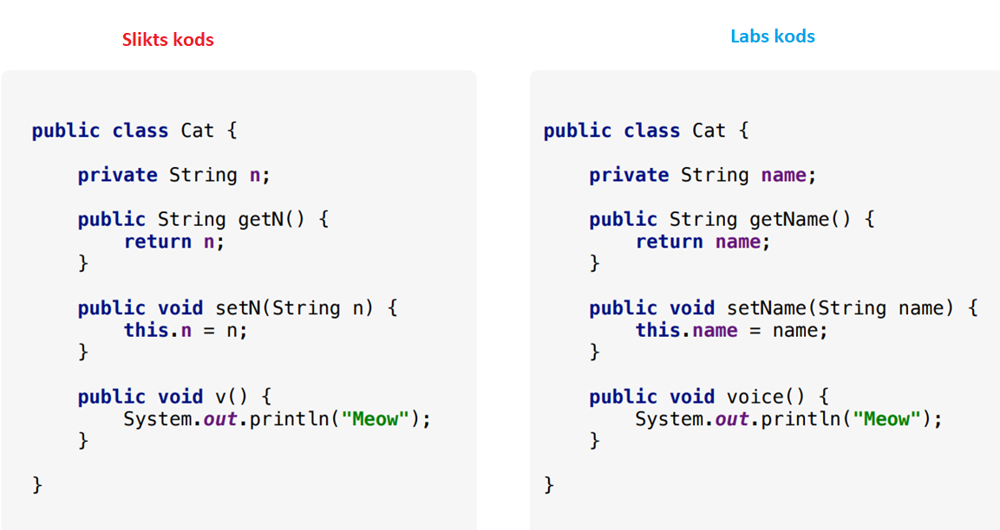 Slikts kods
public class Cat {
private String n;
public String getN() {
return n;
}
public void setN(String n) {
this.n = n;
}
public void v() {
System.out.println("Meow");
}
}
Labs kods
public class Cat {
private String name;
public String getName() {
return name;
}
public void setName(String name) {
this.name = name;
}
public void voice() {
System.out.println("Meow");
}
}